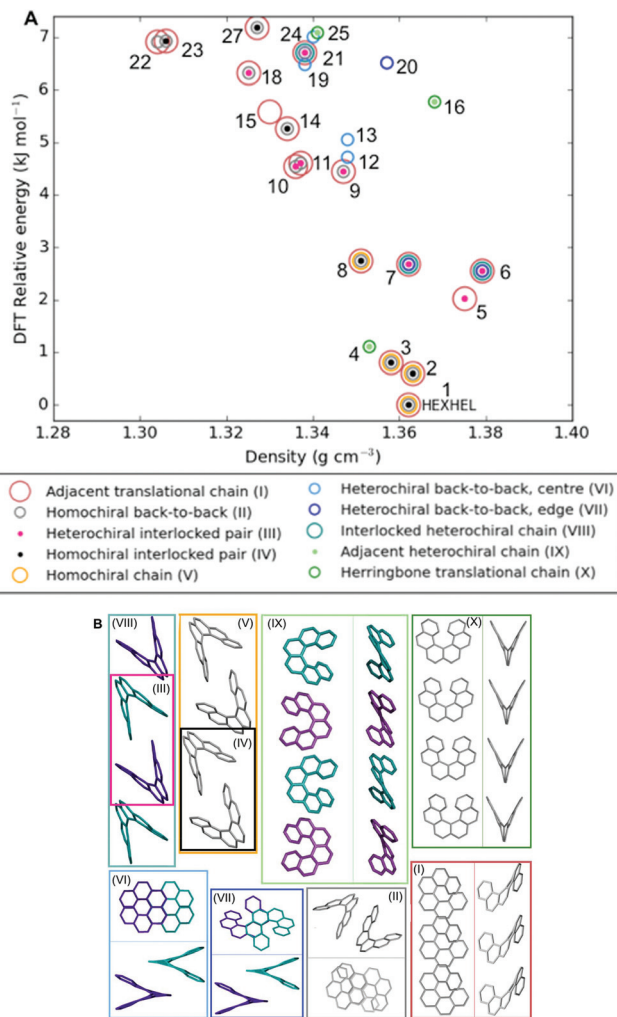 A
DFT Relative energy (kJ mol⁻¹)
7
6
5
4
3
2
1
0
1.28
1.30
1.32
1.34
1.36
1.38
1.40
Density (g cm⁻³)
27
24
25
22
23
21
19
20
18
16
15
14
13
12
11
10
9
8
7
6
5
4
3
2
1
HEXHEL
Adjacent translational chain (I)
Homochiral back-to-back (II)
Heterochiral interlocked pair (III)
Homochiral interlocked pair (IV)
Homochiral chain (V)
Heterochiral back-to-back, centre (VI)
Heterochiral back-to-back, edge (VII)
Interlocked heterochiral chain (VIII)
Adjacent heterochiral chain (IX)
Herringbone translational chain (X)
B
(VIII)
(V)
(IX)
(X)
(III)
(IV)
(VI)
(VII)
(II)
(I)